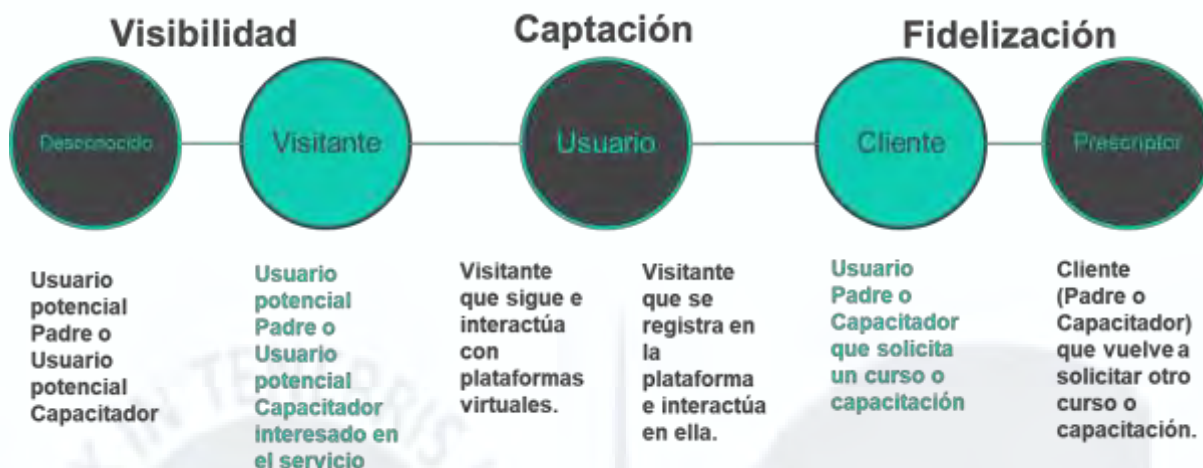 Visibilidad
Captación
Fidelización
Desconocido
Visitante
Usuario
Cliente
Prescriptor
Usuario
potencial
Padre o
Usuario
potencial
Capacitador
Usuario
potencial
Padre o
Usuario
potencial
Capacitador
interesado en
el servicio
Visitante
que sigue e
interactúa
con
plataformas
virtuales.
Visitante
que se
registra en
la
plataforma
e interactúa
en ella.
Usuario
Padre o
Capacitador
que solicita
un curso o
capacitación
Cliente
(Padre o
Capacitador)
que vuelve a
solicitar otro
curso o
capacitación.